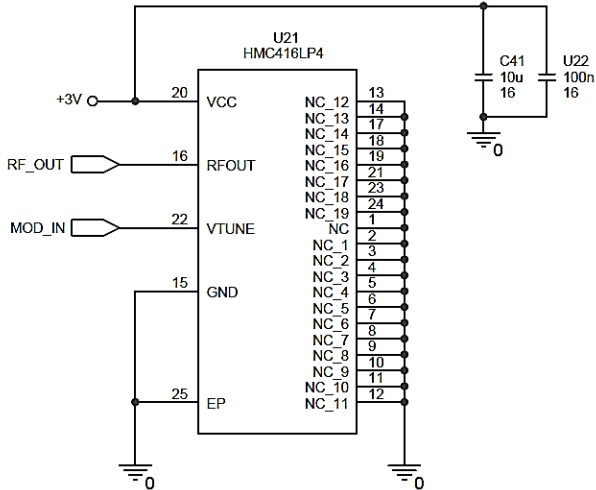 U21
HMC416LP4
C41
10u
16
U22
100n
16
+3V
20
VCC
RF_OUT
16
RFOUT
MOD_IN
22
VTUNE
15
GND
25
EP
NC_12
13
NC_13
14
NC_14
17
NC_15
18
NC_16
19
NC_17
21
NC_18
23
NC_19
24
NC
1
NC_1
2
NC_2
3
NC_3
4
NC_4
5
NC_5
6
NC_6
7
NC_7
8
NC_8
9
NC_9
10
NC_10
11
NC_11
12
0
0
0